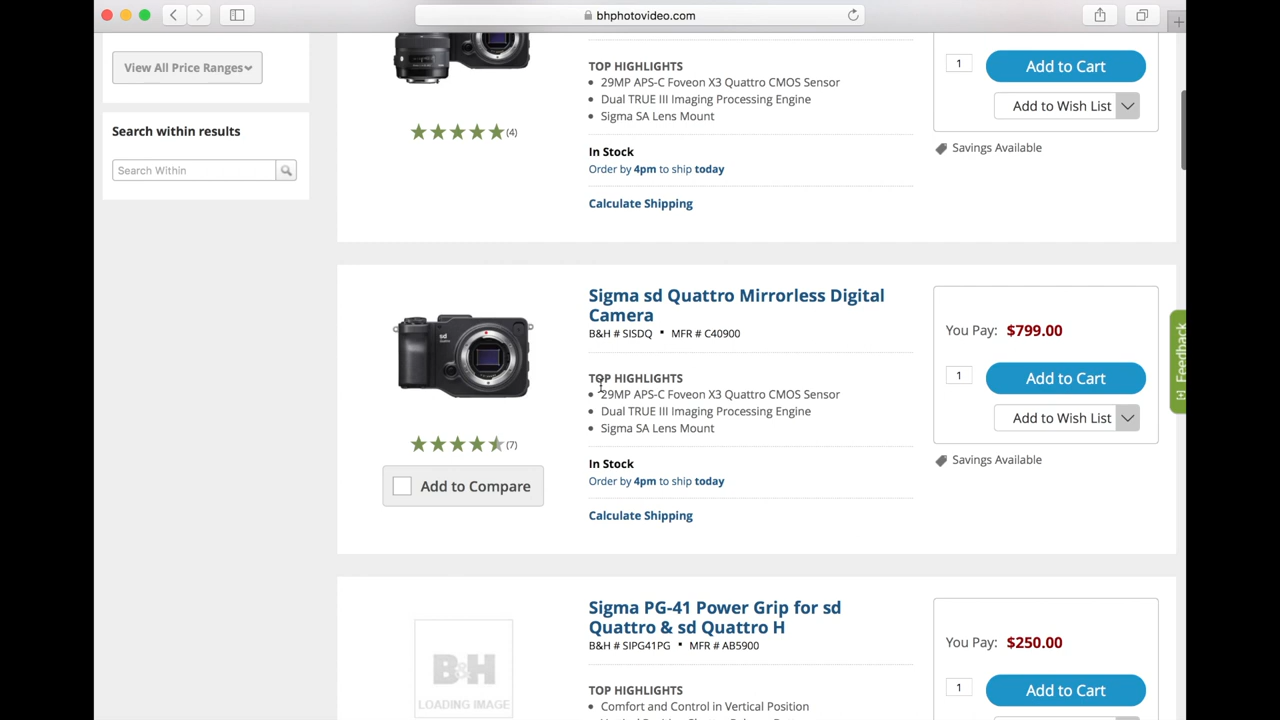 bhphotovideo.com
View All Price Ranges
Search within results
Search Within
(4)
TOP HIGHLIGHTS
29MP APS-C Foveon X3 Quattro CMOS Sensor
Dual TRUE III Imaging Processing Engine
Sigma SA Lens Mount
In Stock
Order by 4pm to ship today
Calculate Shipping
1
Add to Cart
Add to Wish List
Savings Available
sd
(7)
Add to Compare
Sigma sd Quattro Mirrorless Digital
Camera
B&H # SISDQ • MFR # C40900
TOP HIGHLIGHTS
29MP APS-C Foveon X3 Quattro CMOS Sensor
Dual TRUE III Imaging Processing Engine
Sigma SA Lens Mount
In Stock
Order by 4pm to ship today
Calculate Shipping
You Pay: $799.00
1
Add to Cart
Add to Wish List
Savings Available
[+] Feedback
B&H
LOADING IMAGE
Sigma PG-41 Power Grip for sd
Quattro & sd Quattro H
B&H # SIPG41PG • MFR # AB5900
TOP HIGHLIGHTS
Comfort and Control in Vertical Position
You Pay: $250.00
1
Add to Cart